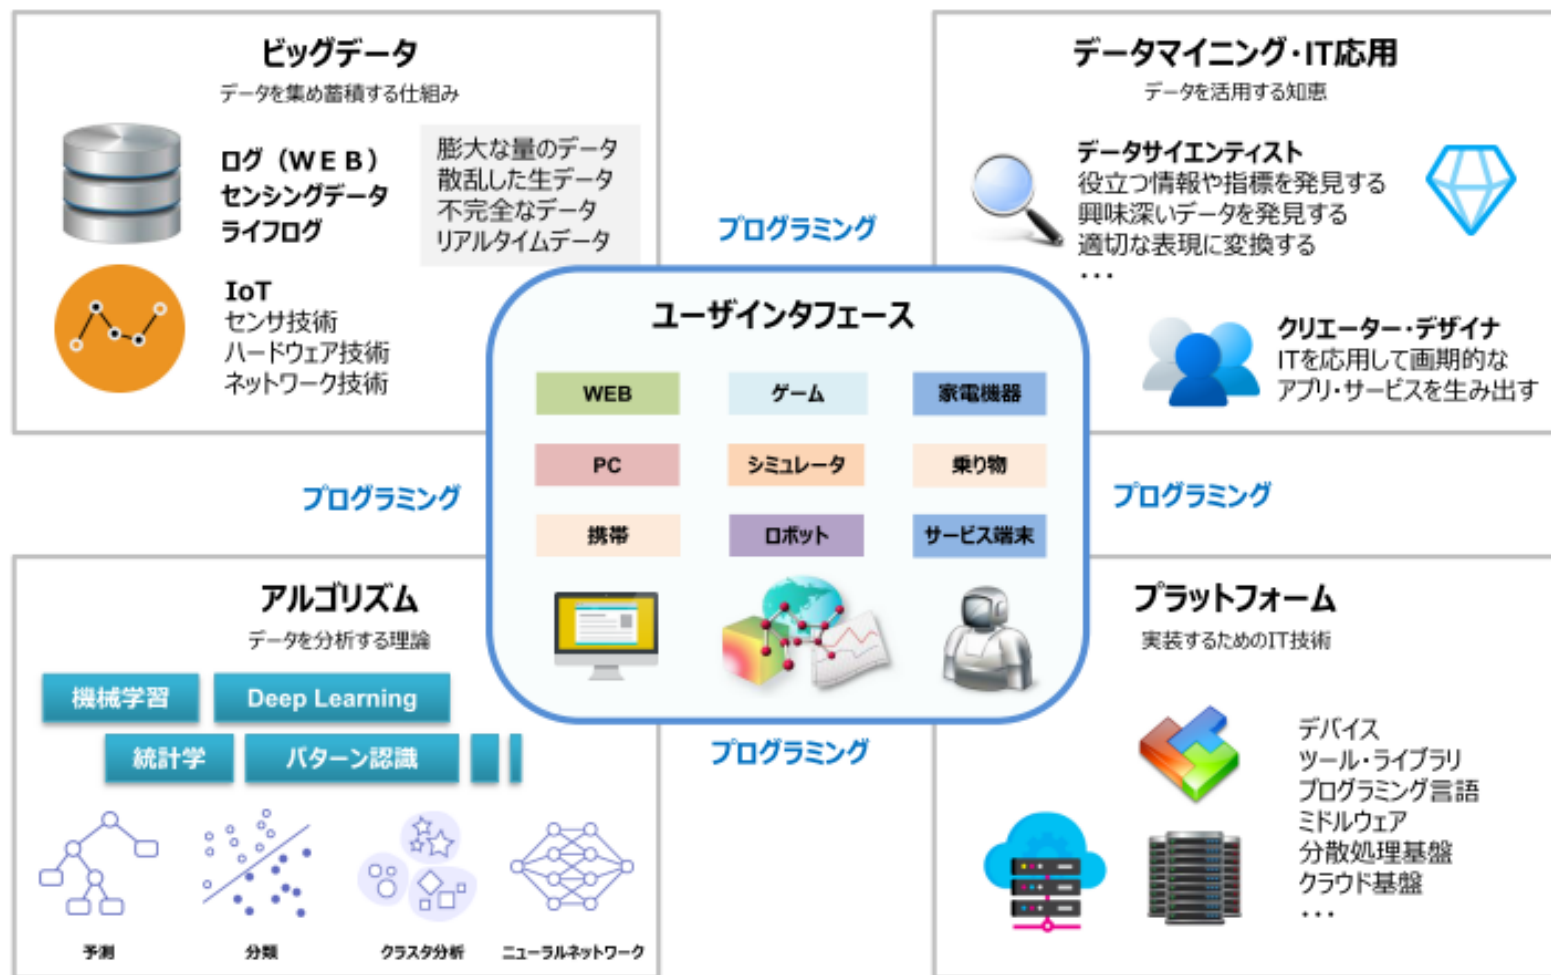 ビッグデータ
データを集め蓄積する仕組み
ログ（ＷＥＢ）
センシングデータ
ライフログ
膨大な量のデータ
散乱した生データ
不完全なデータ
リアルタイムデータ
IoT
センサ技術
ハードウェア技術
ネットワーク技術
データマイニング・IT応用
データを活用する知恵
データサイエンティスト
役立つ情報や指標を発見する
興味深いデータを発見する
適切な表現に変換する
・・・
クリエーター・デザイナ
ITを応用して画期的な
アプリ・サービスを生み出す
プログラミング
ユーザインタフェース
WEB
ゲーム
家電機器
PC
シミュレータ
乗り物
携帯
ロボット
サービス端末
プログラミング
プログラミング
プログラミング
アルゴリズム
データを分析する理論
機械学習
Deep Learning
統計学
パターン認識
予測
分類
クラスタ分析
ニューラルネットワーク
プラットフォーム
実装するためのIT技術
デバイス
ツール・ライブラリ
プログラミング言語
ミドルウェア
分散処理基盤
クラウド基盤
・・・